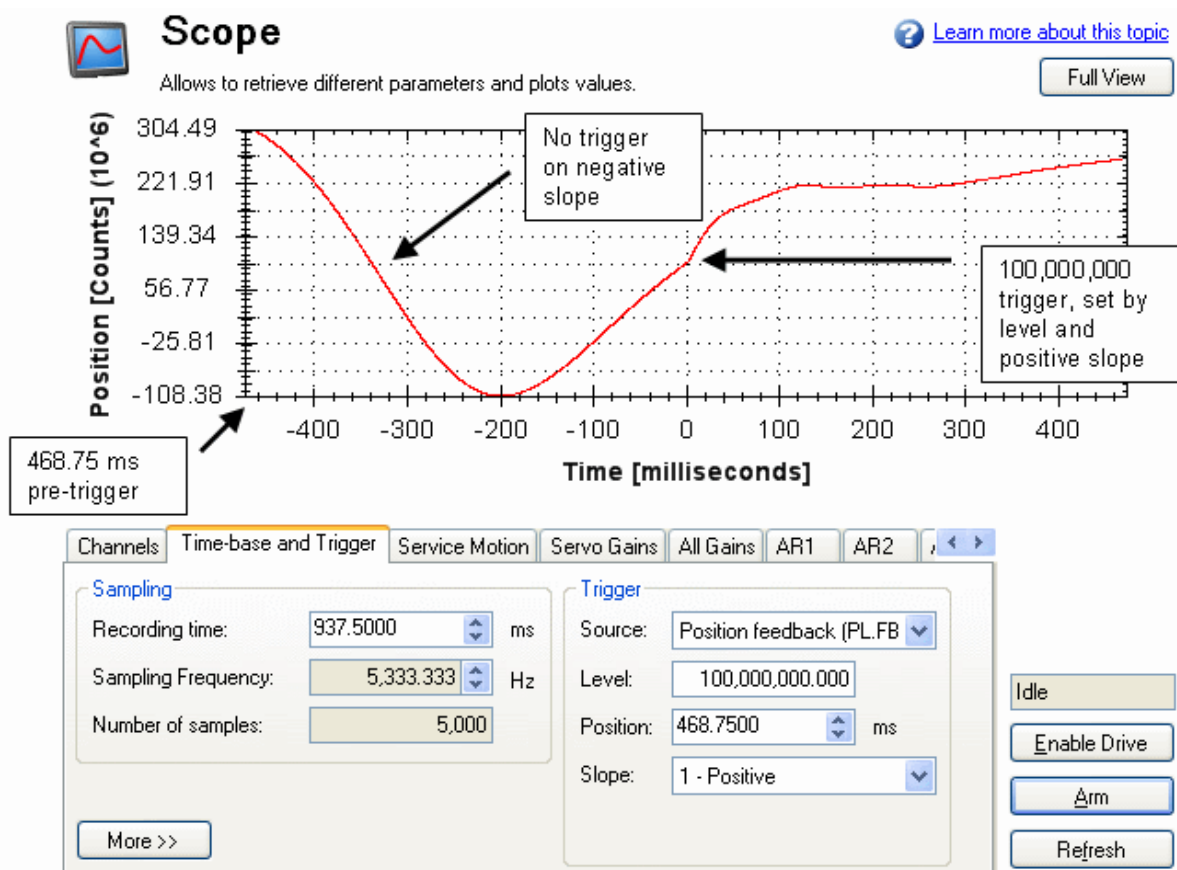 Scope
Learn more about this topic
Allows to retrieve different parameters and plots values.
Full View
Position [Counts] (10^6)
304.49
221.91
139.34
56.77
-25.81
-108.38
No trigger
on negative
slope
100,000,000
trigger, set by
level and
positive slope
468.75 ms
pre-trigger
-400 -300 -200 -100 0 100 200 300 400
Time [milliseconds]
Channels Time-base and Trigger Service Motion Servo Gains All Gains AR1 AR2
Sampling
Recording time: 937.5000 ms
Sampling Frequency: 5,333.333 Hz
Number of samples: 5,000
More >>
Trigger
Source: Position feedback (PL.FB
Level: 100,000,000.000
Position: 468.7500 ms
Slope: 1 - Positive
Idle
Enable Drive
Arm
Refresh